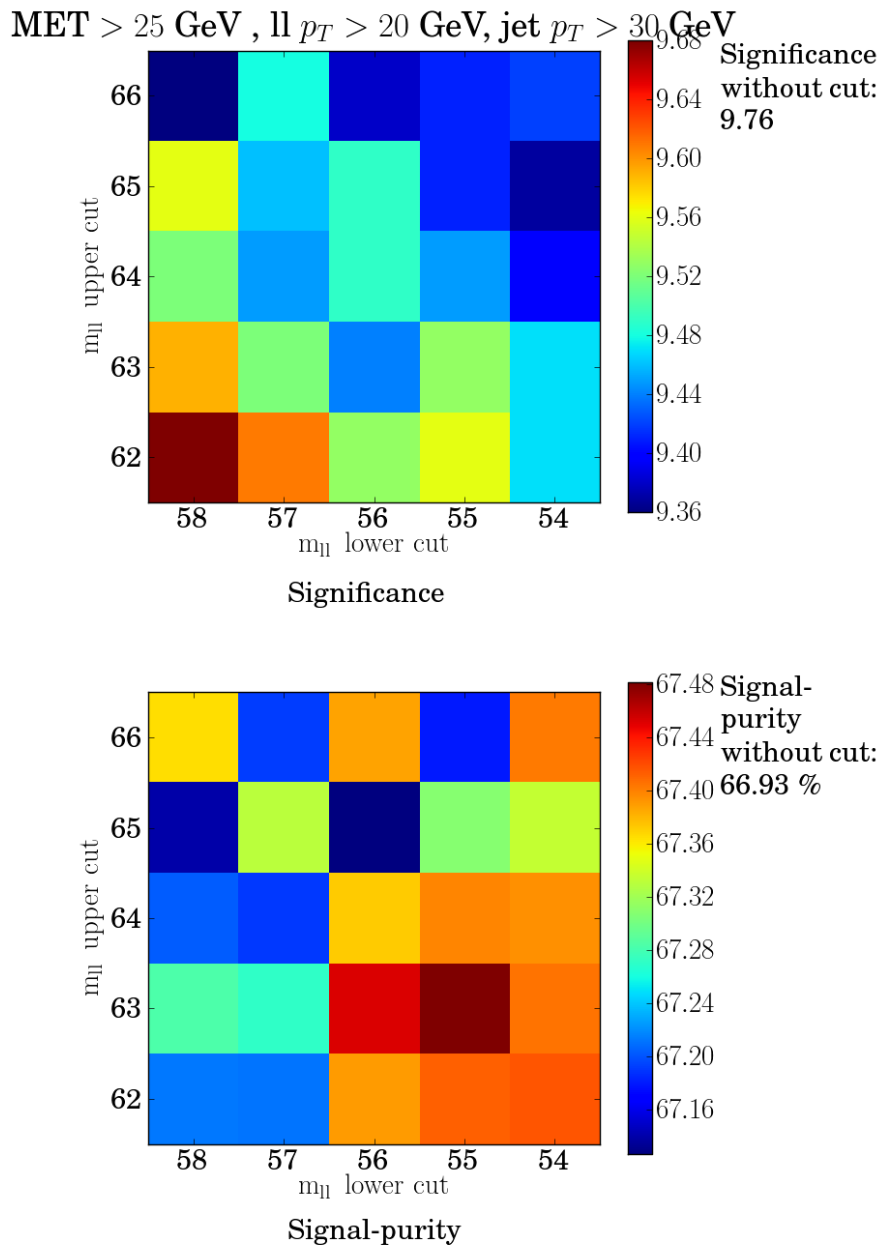 MET > 25 GeV , ll p_T > 20 GeV, jet p_T > 30 GeV
9.68
9.64
9.60
9.56
9.52
9.48
9.44
9.40
9.36
Significance
without cut:
9.76
66
65
64
63
62
m_ll upper cut
58 57 56 55 54
m_ll lower cut
Significance
67.48
67.44
67.40
67.36
67.32
67.28
67.24
67.20
67.16
Signal-
purity
without cut:
66.93 %
66
65
64
63
62
m_ll upper cut
58 57 56 55 54
m_ll lower cut
Signal-purity